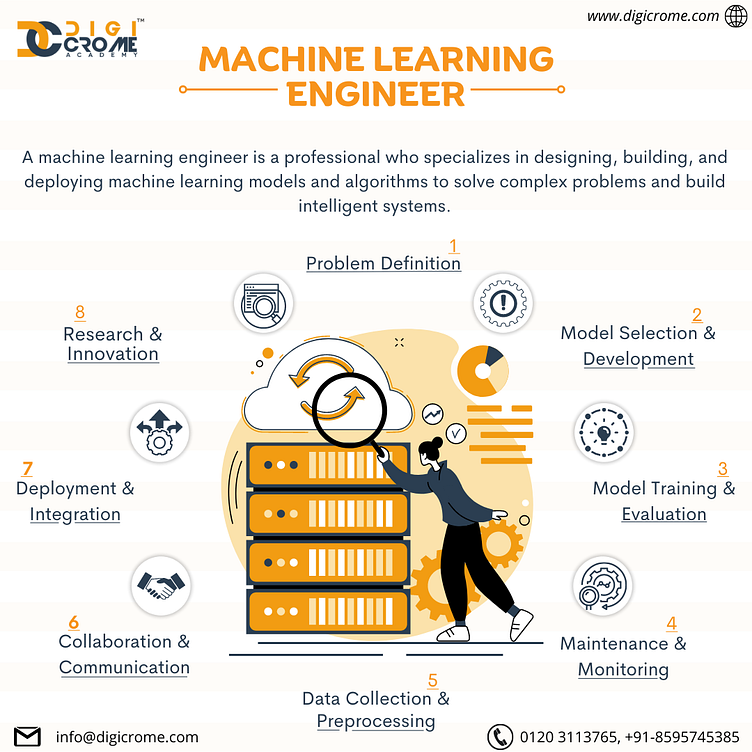 DIGI
CROME
ACADEMY
TM
www.digicrome.com
MACHINE LEARNING
ENGINEER
A machine learning engineer is a professional who specializes in designing, building, and
deploying machine learning models and algorithms to solve complex problems and build
intelligent systems.
1
Problem Definition
2
Model Selection &
Development
3
Model Training &
Evaluation
4
Maintenance &
Monitoring
5
Data Collection &
Preprocessing
6
Collaboration &
Communication
7
Deployment &
Integration
8
Research &
Innovation
info@digicrome.com
0120 3113765, +91-8595745385